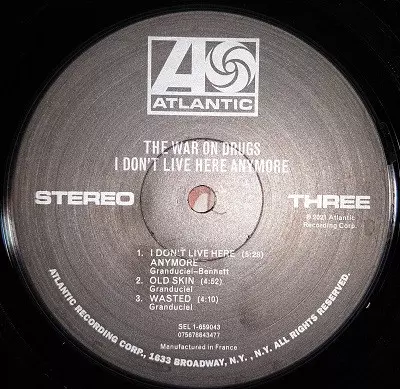 ATLANTIC
THE WAR ON DRUGS
I DON'T LIVE HERE ANYMORE
STEREO
THREE
℗ 2021 Atlantic
Recording Corp.
1. I DON'T LIVE HERE (5:28)
ANYMORE
Granduciel–Benhatt
2. OLD SKIN (4:52)
Granduciel
3. WASTED (4:10)
Granduciel
SEL 1-659043
075678843477
Manufactured in France
ATLANTIC RECORDING CORP., 1633 BROADWAY, N.Y., N.Y. ALL RIGHTS RESERVED.